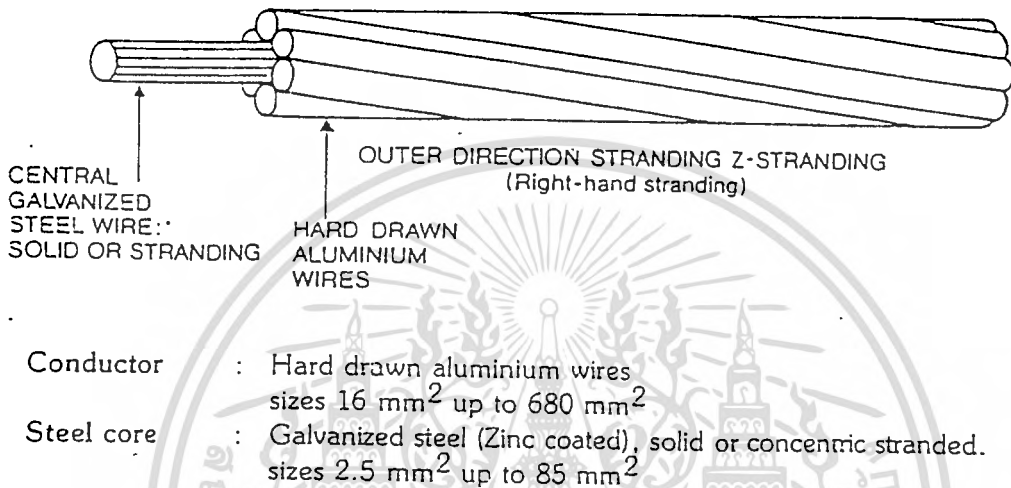 OUTER DIRECTION STRANDING Z-STRANDING
(Right-hand stranding)
CENTRAL
GALVANIZED
STEEL WIRE:
SOLID OR STRANDING
HARD DRAWN
ALUMINIUM
WIRES
Conductor : Hard drawn aluminium wires
sizes 16 mm² up to 680 mm²
Steel core : Galvanized steel (Zinc coated), solid or concentric stranded.
sizes 2.5 mm² up to 85 mm²